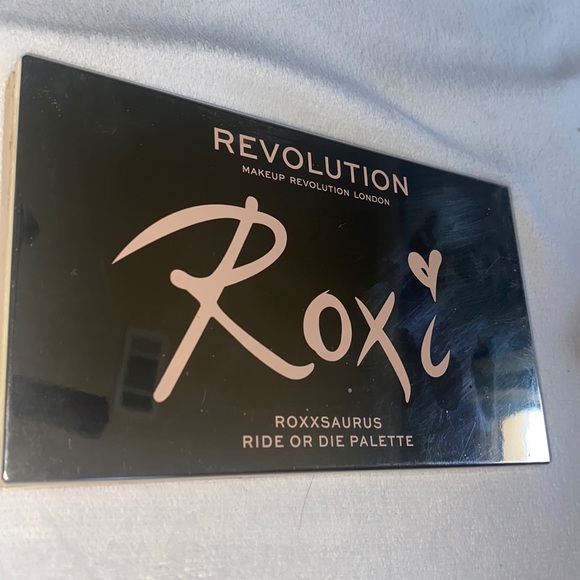 REVOLUTION
MAKEUP REVOLUTION LONDON
Roxi
ROXXSAURUS
RIDE OR DIE PALETTE